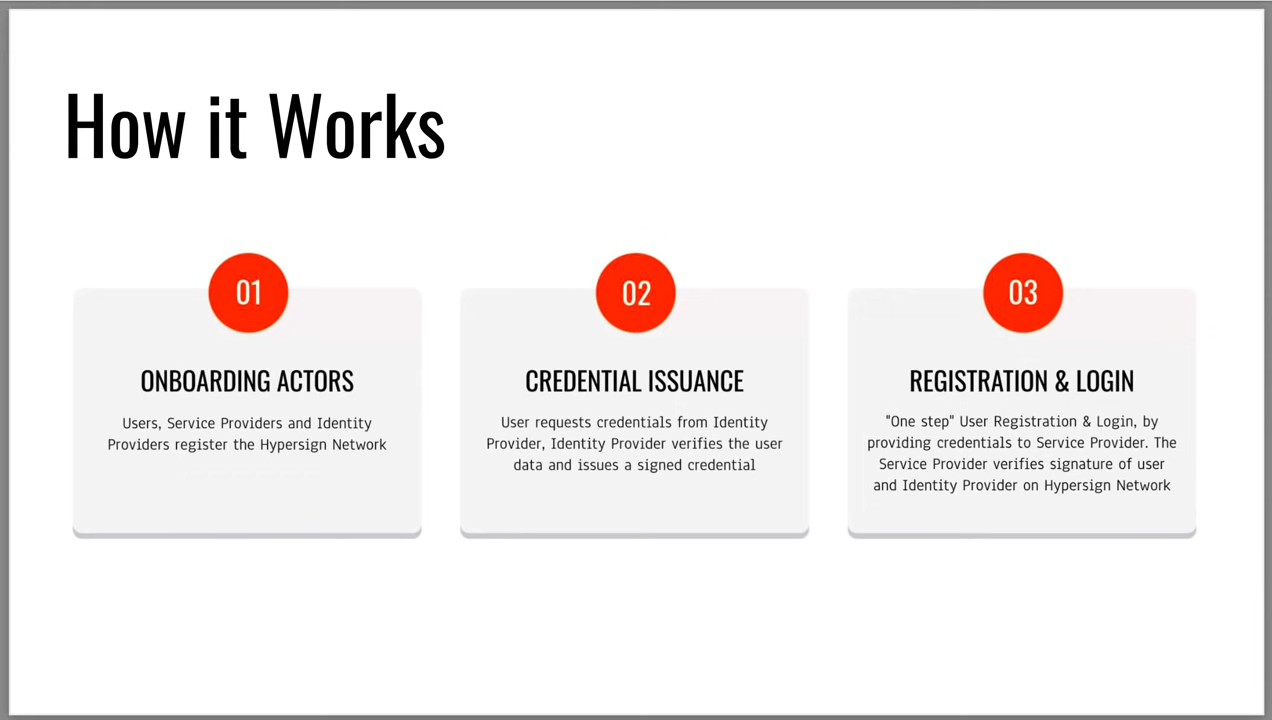 How it Works
01
ONBOARDING ACTORS
Users, Service Providers and Identity
Providers register the Hypersign Network
02
CREDENTIAL ISSUANCE
User requests credentials from Identity
Provider, Identity Provider verifies the user
data and issues a signed credential
03
REGISTRATION & LOGIN
"One step" User Registration & Login, by
providing credentials to Service Provider. The
Service Provider verifies signature of user
and Identity Provider on Hypersign Network